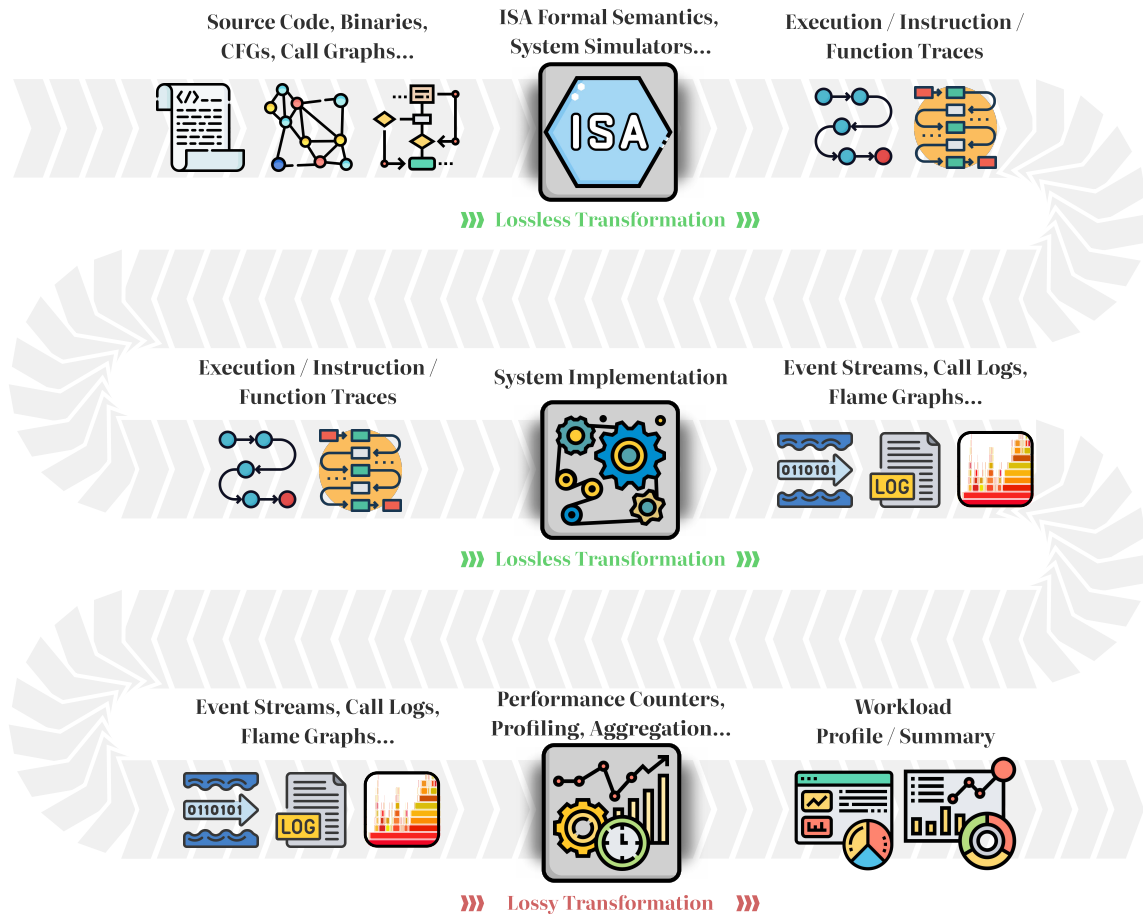 Source Code, Binaries,
CFGs, Call Graphs...
ISA Formal Semantics,
System Simulators...
Execution / Instruction /
Function Traces
</>
ISA
Lossless Transformation
Execution / Instruction /
Function Traces
System Implementation
Event Streams, Call Logs,
Flame Graphs...
0110101
LOG
Lossless Transformation
Event Streams, Call Logs,
Flame Graphs...
Performance Counters,
Profiling, Aggregation...
Workload
Profile / Summary
0110101
LOG
Lossy Transformation